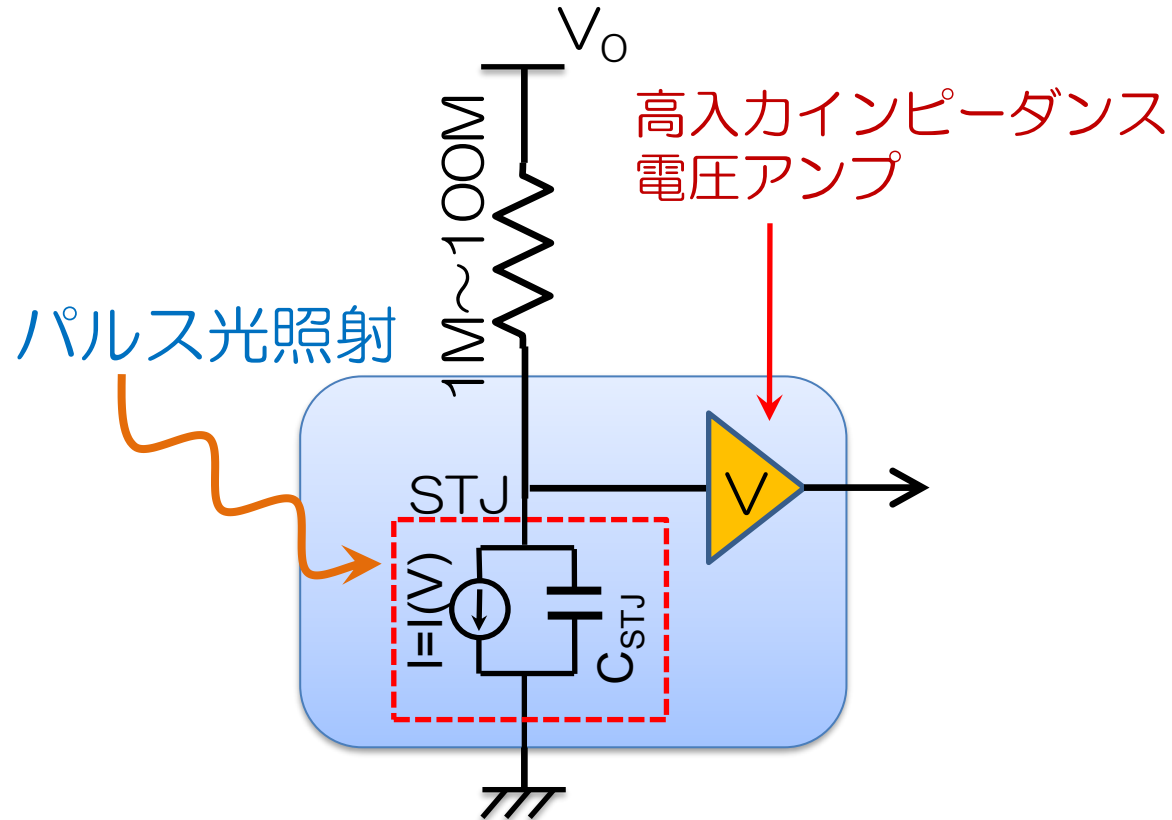 V₀
高入力インピーダンス
電圧アンプ
1M～100M
パルス光照射
STJ
V
I=I(V)
C_STJ